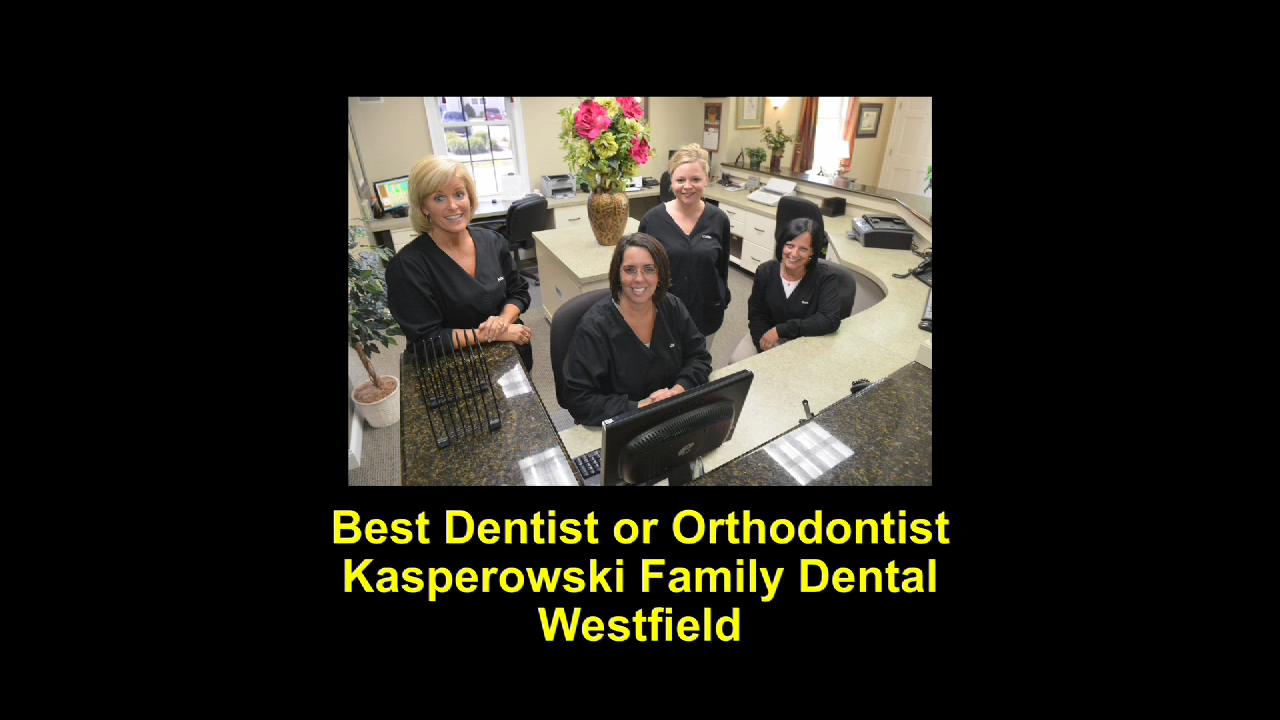 Best Dentist or Orthodontist
Kasperowski Family Dental
Westfield